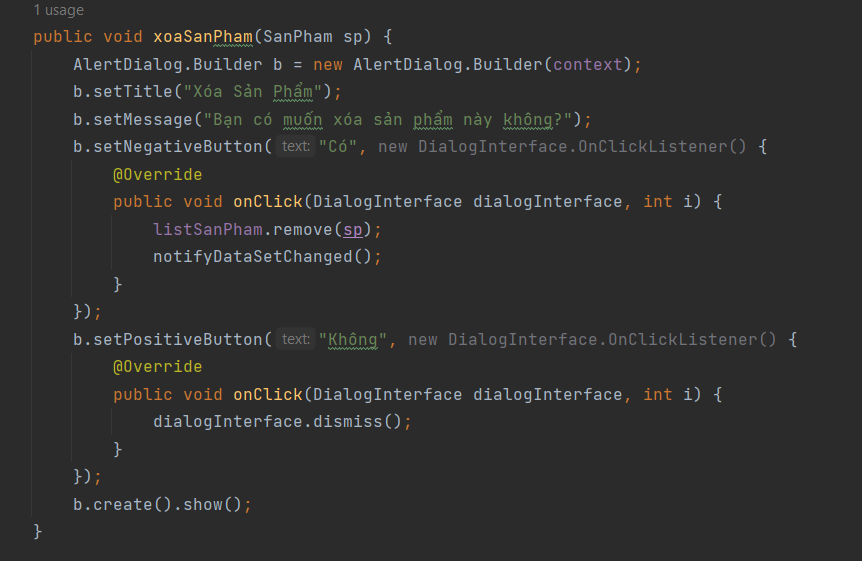 1 usage
public void xoaSanPham(SanPham sp) {
AlertDialog.Builder b = new AlertDialog.Builder(context);
b.setTitle("Xóa Sản Phẩm");
b.setMessage("Bạn có muốn xóa sản phẩm này không?");
b.setNegativeButton( text: "Có", new DialogInterface.OnClickListener() {
@Override
public void onClick(DialogInterface dialogInterface, int i) {
listSanPham.remove(sp);
notifyDataSetChanged();
}
});
b.setPositiveButton( text: "Không", new DialogInterface.OnClickListener() {
@Override
public void onClick(DialogInterface dialogInterface, int i) {
dialogInterface.dismiss();
}
});
b.create().show();
}